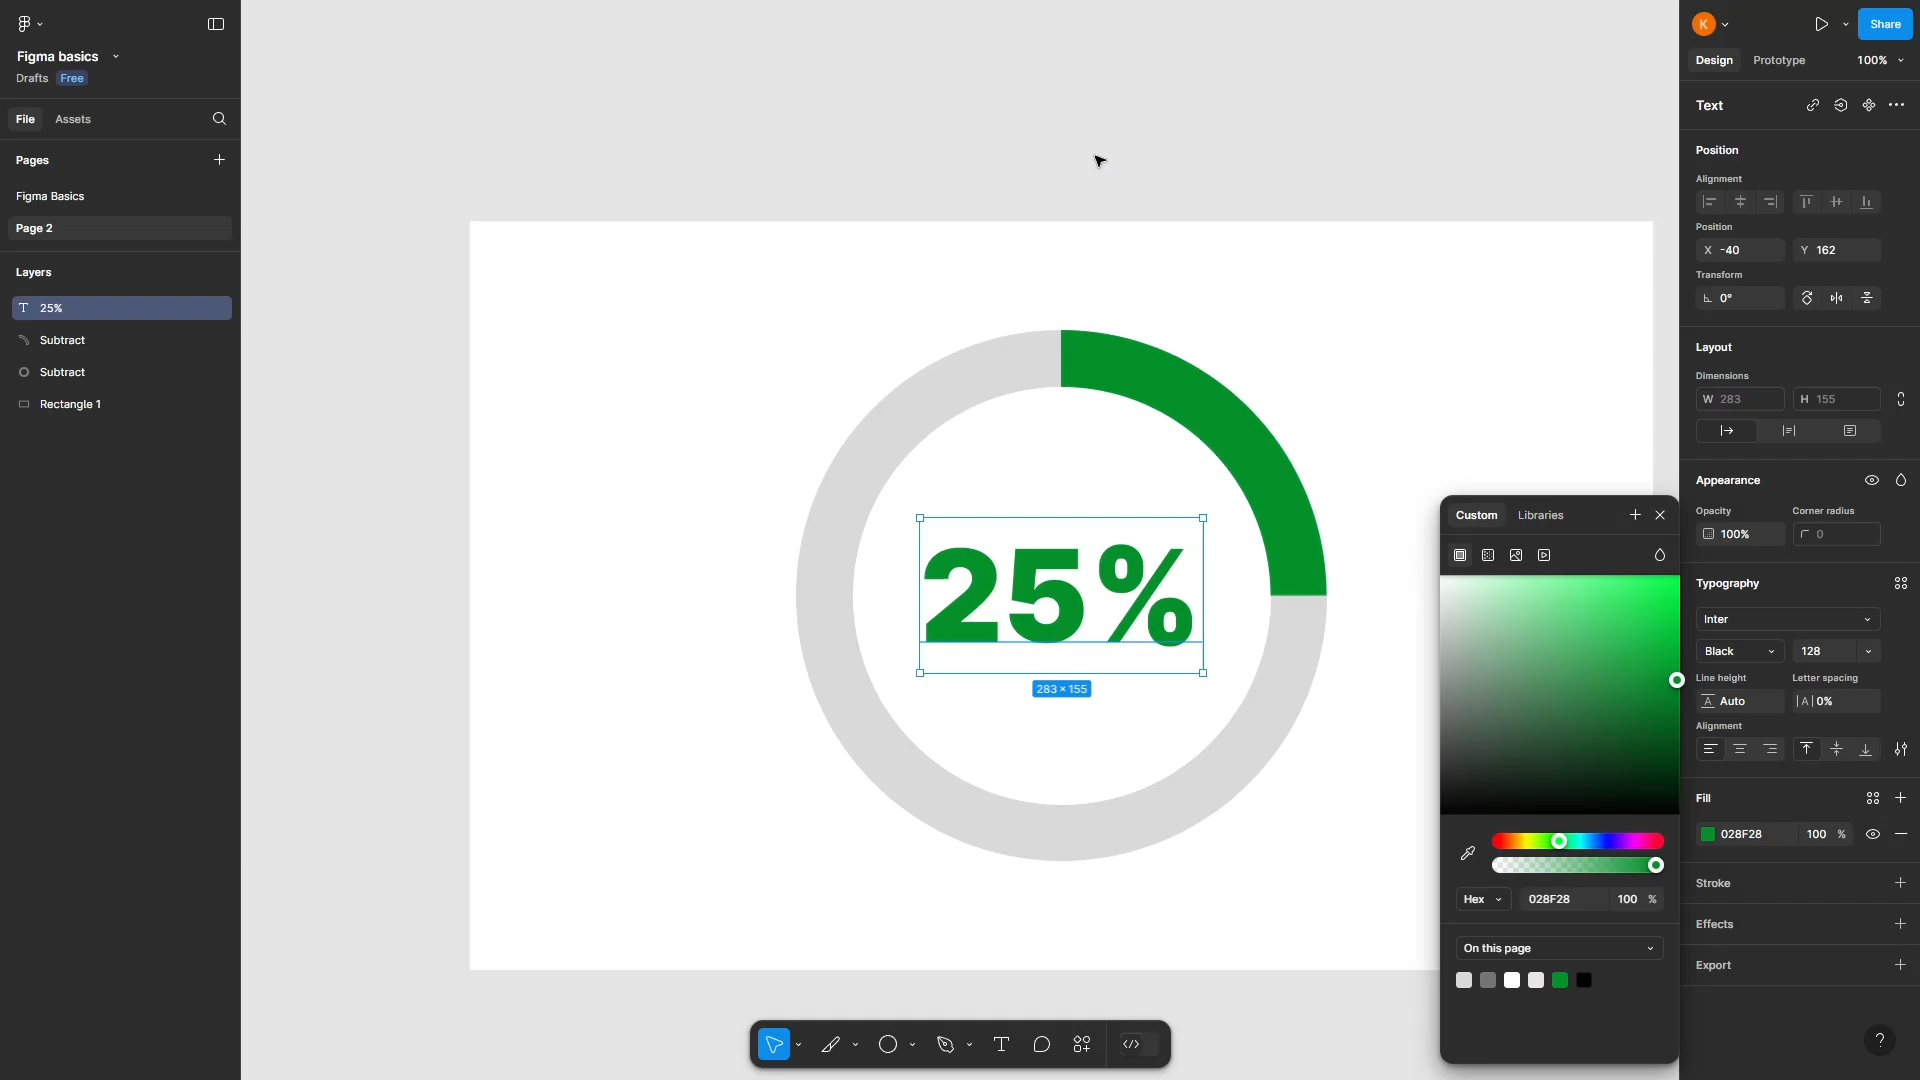 Figma basics
Drafts Free
File Assets
Pages
Figma Basics
Page 2
Layers
25%
Subtract
Subtract
Rectangle 1
25%
283 × 155
K
Share
Design Prototype 100%
Text
Position
Alignment
Position
X -40 Y 162
Transform
0°
Layout
Dimensions
W 283 H 155
Appearance
Opacity Corner radius
100% 0
Typography
Inter
Black 128
Line height Letter spacing
A Auto |A| 0%
Alignment
Fill
028F28 100 %
Stroke
Effects
Export
?
Custom Libraries
Hex 028F28 100 %
On this page